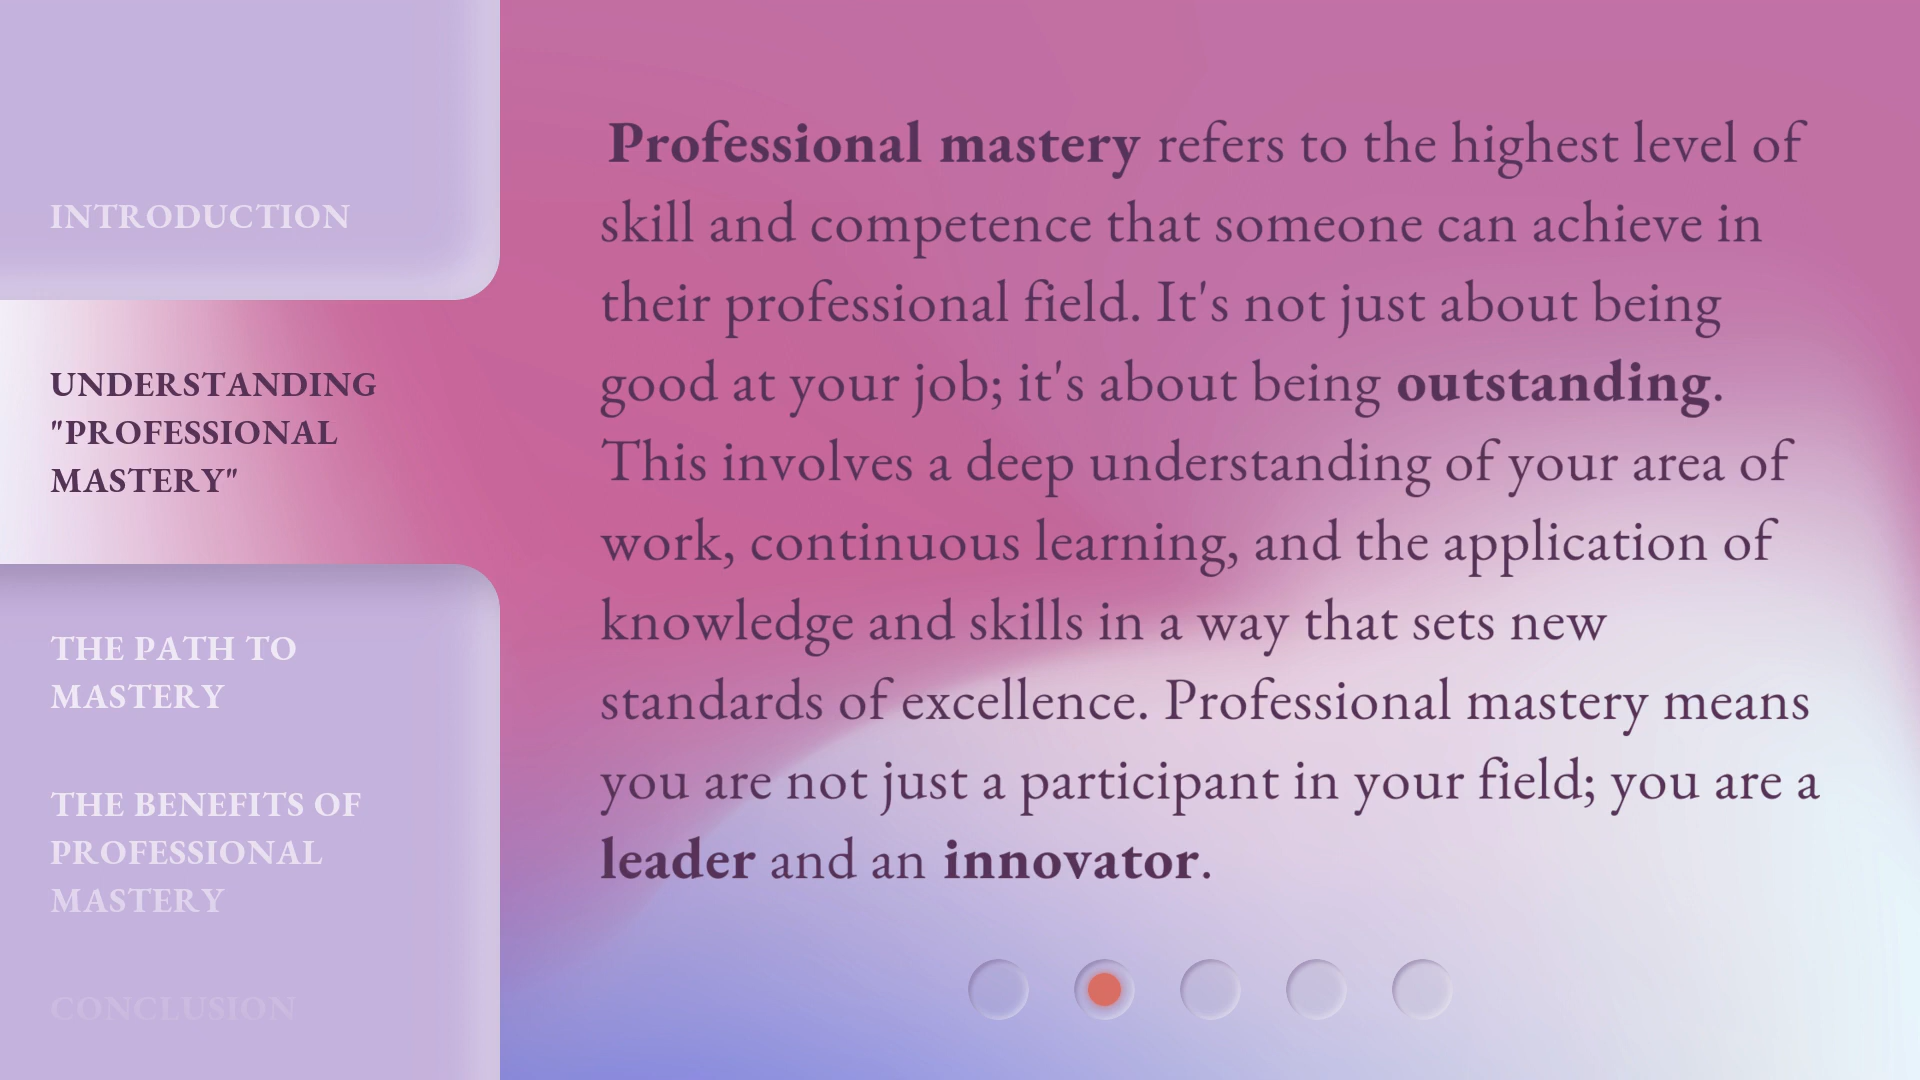 INTRODUCTION
UNDERSTANDING
"PROFESSIONAL
MASTERY"
THE PATH TO
MASTERY
THE BENEFITS OF
PROFESSIONAL
MASTERY
CONCLUSION
Professional mastery refers to the highest level of
skill and competence that someone can achieve in
their professional field. It's not just about being
good at your job; it's about being outstanding.
This involves a deep understanding of your area of
work, continuous learning, and the application of
knowledge and skills in a way that sets new
standards of excellence. Professional mastery means
you are not just a participant in your field; you are a
leader and an innovator.